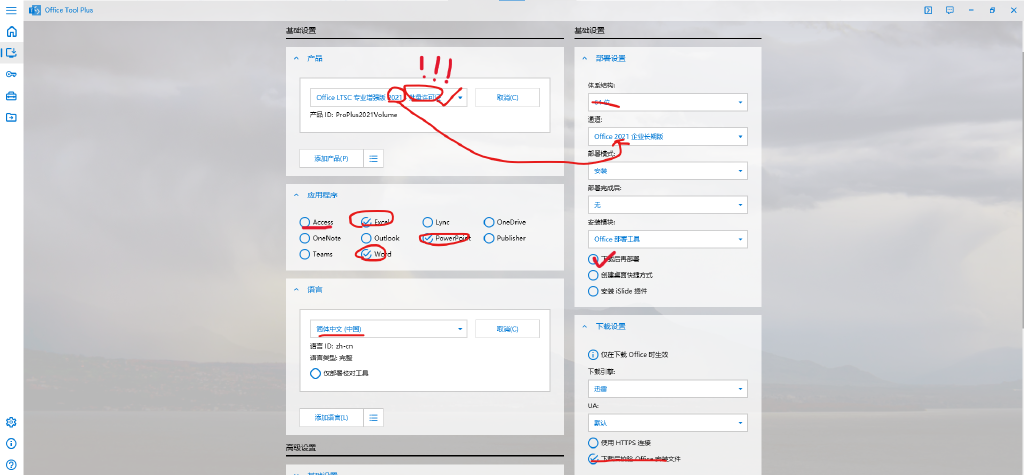 Office Tool Plus
基础设置
产品
Office LTSC 专业增强版 2021 - 批量许可证
取消(C)
产品 ID: ProPlus2021Volume
添加产品(P)
应用程序
Access
Excel
Lync
OneDrive
OneNote
Outlook
PowerPoint
Publisher
Teams
Word
语言
简体中文 (中国)
取消(C)
语言 ID: zh-cn
语言类型: 完整
仅部署校对工具
添加语言(L)
高级设置
基础设置
基础设置
部署设置
体系结构:
64 位
通道:
Office 2021 企业长期版
部署模式:
安装
部署完成后:
无
安装模块:
Office 部署工具
下载后再部署
创建桌面快捷方式
安装 iSlide 插件
下载设置
仅在下载 Office 时生效
下载引擎:
迅雷
UA:
默认
使用 HTTPS 连接
下载后扫除 Office 安装文件
!!!